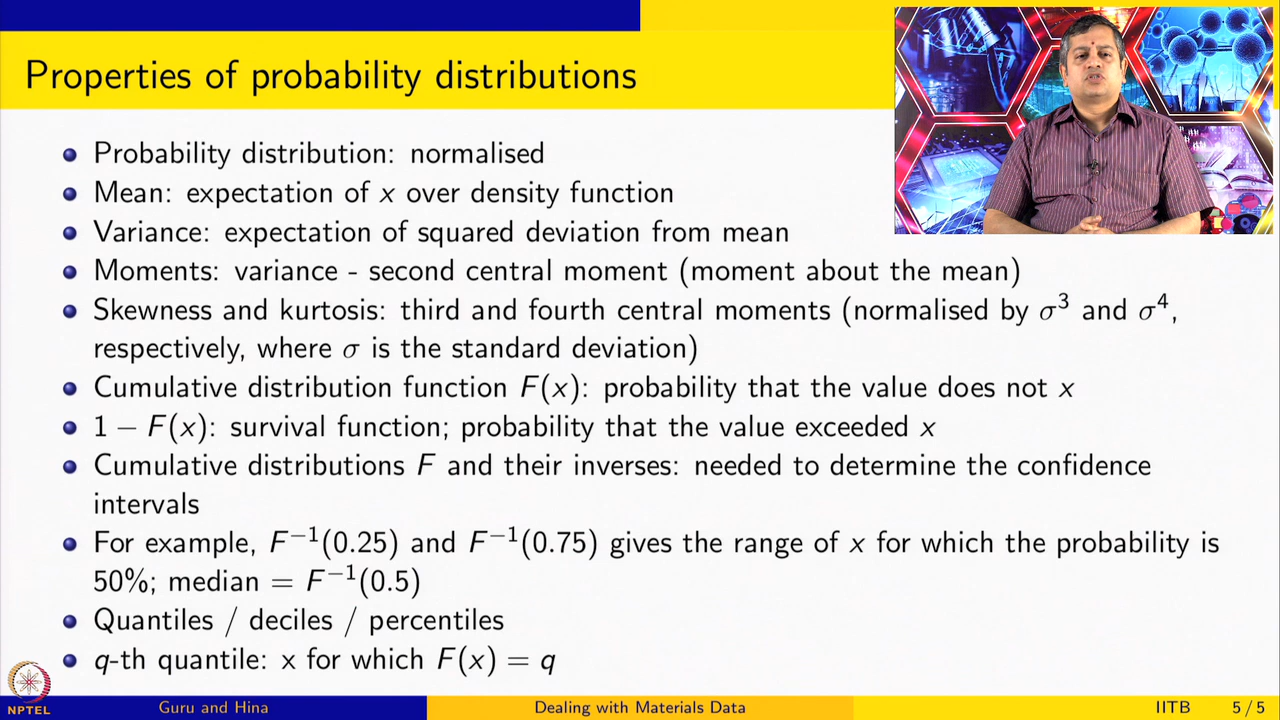 Properties of probability distributions
Probability distribution: normalised
Mean: expectation of x over density function
Variance: expectation of squared deviation from mean
Moments: variance - second central moment (moment about the mean)
Skewness and kurtosis: third and fourth central moments (normalised by σ³ and σ⁴,
respectively, where σ is the standard deviation)
Cumulative distribution function F(x): probability that the value does not x
1 − F(x): survival function; probability that the value exceeded x
Cumulative distributions F and their inverses: needed to determine the confidence
intervals
For example, F⁻¹(0.25) and F⁻¹(0.75) gives the range of x for which the probability is
50%; median = F⁻¹(0.5)
Quantiles / deciles / percentiles
q-th quantile: x for which F(x) = q
NPTEL
Guru and Hina
Dealing with Materials Data
IITB
5 / 5